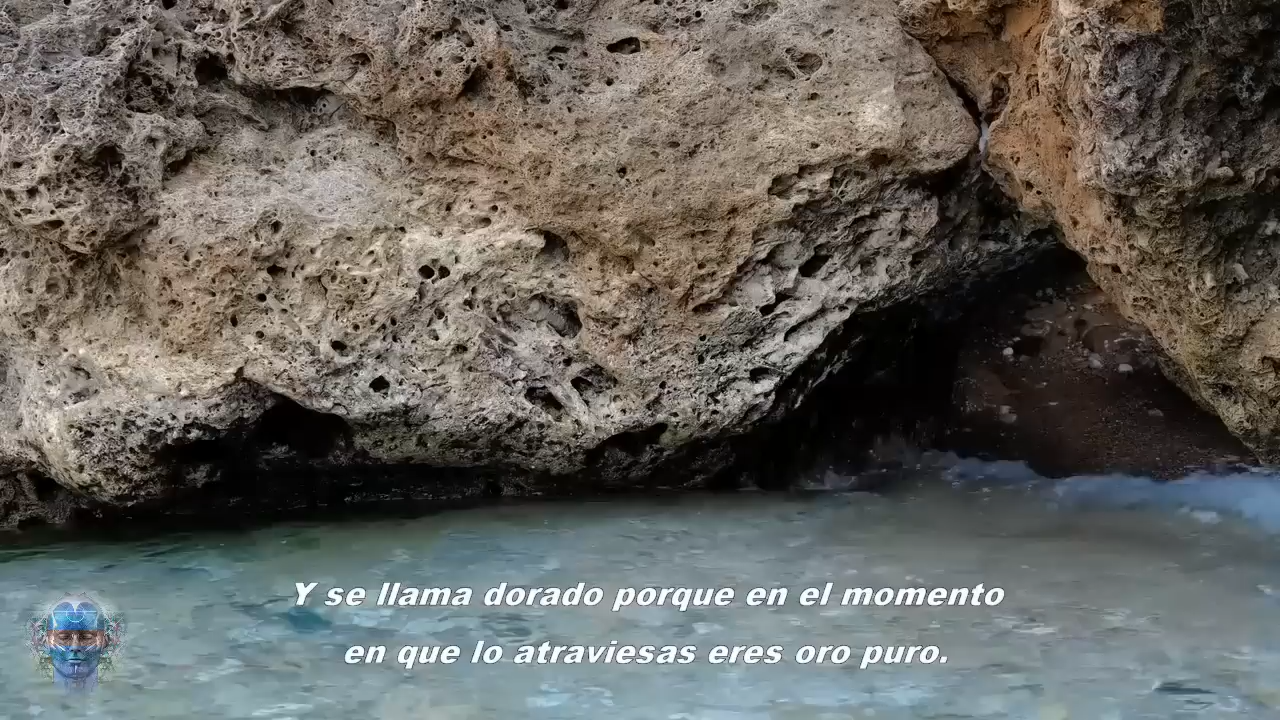 Y se llama dorado porque en el momento
en que lo atraviesas eres oro puro.